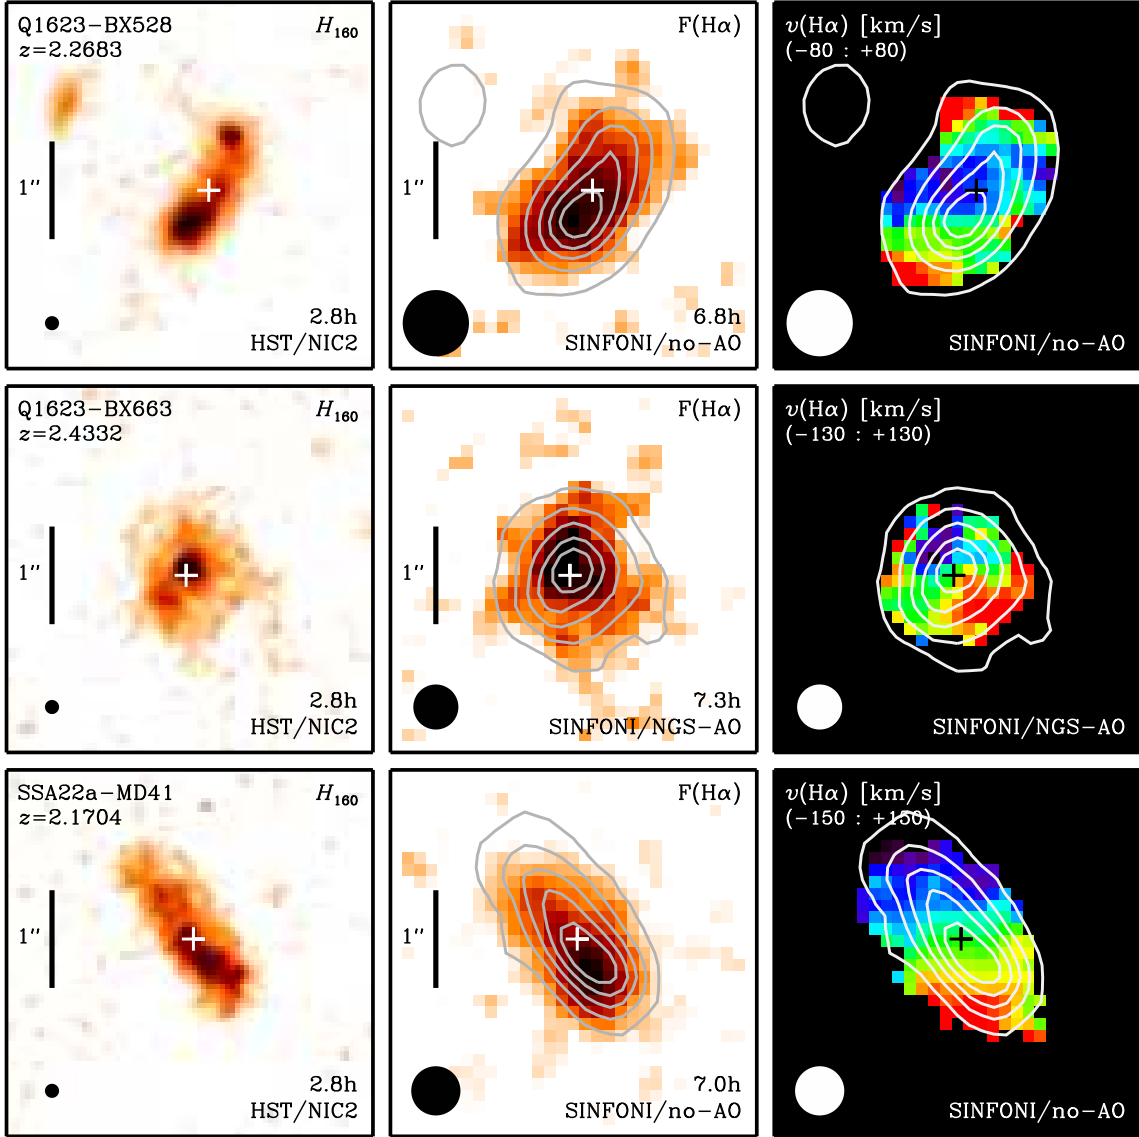 Q1623−BX528 H160
z=2.2683
1″
2.8h
HST/NIC2
F(Hα)
1″
6.8h
SINFONI/no−AO
v(Hα) [km/s]
(−80 : +80)
SINFONI/no−AO
Q1623−BX663 H160
z=2.4332
1″
2.8h
HST/NIC2
F(Hα)
1″
7.3h
SINFONI/NGS−AO
v(Hα) [km/s]
(−130 : +130)
SINFONI/NGS−AO
SSA22a−MD41 H160
z=2.1704
1″
2.8h
HST/NIC2
F(Hα)
1″
7.0h
SINFONI/no−AO
v(Hα) [km/s]
(−150 : +150)
SINFONI/no−AO